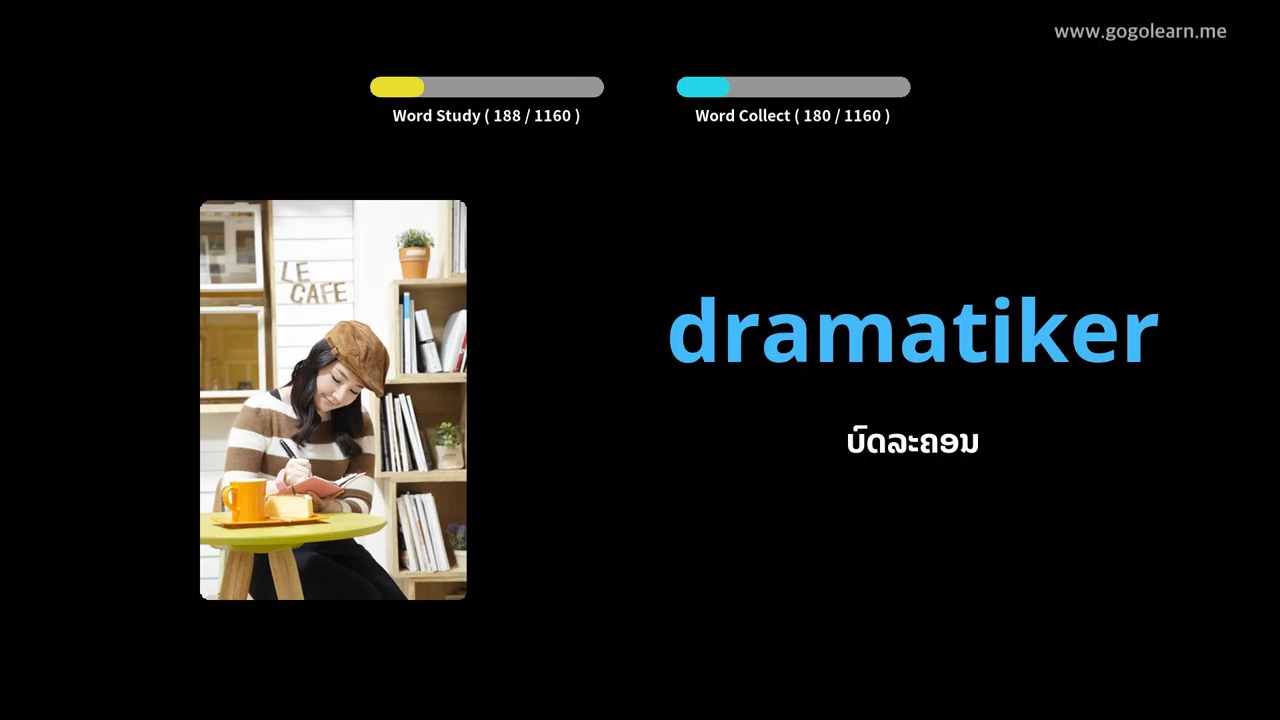 www.gogolearn.me
Word Study ( 188 / 1160 )
Word Collect ( 180 / 1160 )
LE
CAFE
dramatiker
ບົດລະຄອນ